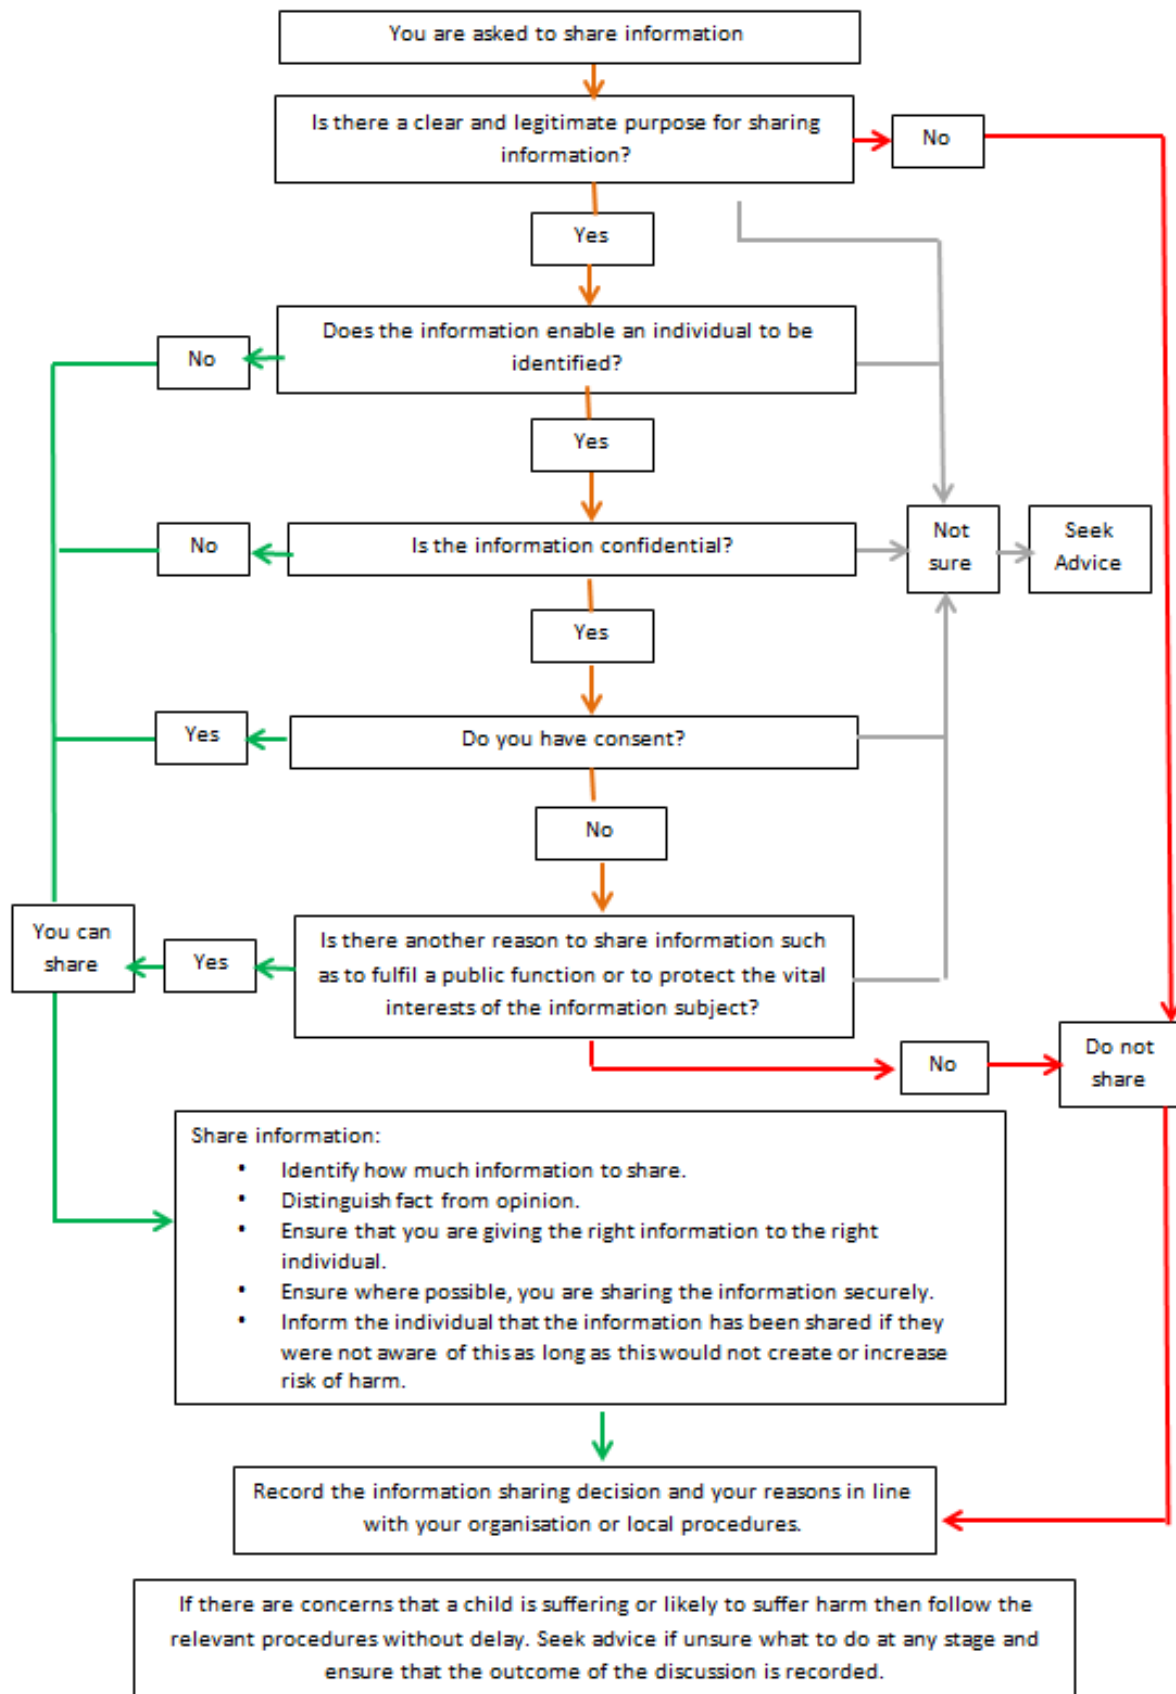 You are asked to share information
Is there a clear and legitimate purpose for sharing
information?
No
Yes
Does the information enable an individual to be
identified?
No
Yes
Is the information confidential?
No
Not
sure
Seek
Advice
Yes
Do you have consent?
Yes
No
You can
share
Yes
Is there another reason to share information such
as to fulfil a public function or to protect the vital
interests of the information subject?
No
Do not
share
Share information:
• Identify how much information to share.
• Distinguish fact from opinion.
• Ensure that you are giving the right information to the right
individual.
• Ensure where possible, you are sharing the information securely.
• Inform the individual that the information has been shared if they
were not aware of this as long as this would not create or increase
risk of harm.
Record the information sharing decision and your reasons in line
with your organisation or local procedures.
If there are concerns that a child is suffering or likely to suffer harm then follow the
relevant procedures without delay. Seek advice if unsure what to do at any stage and
ensure that the outcome of the discussion is recorded.